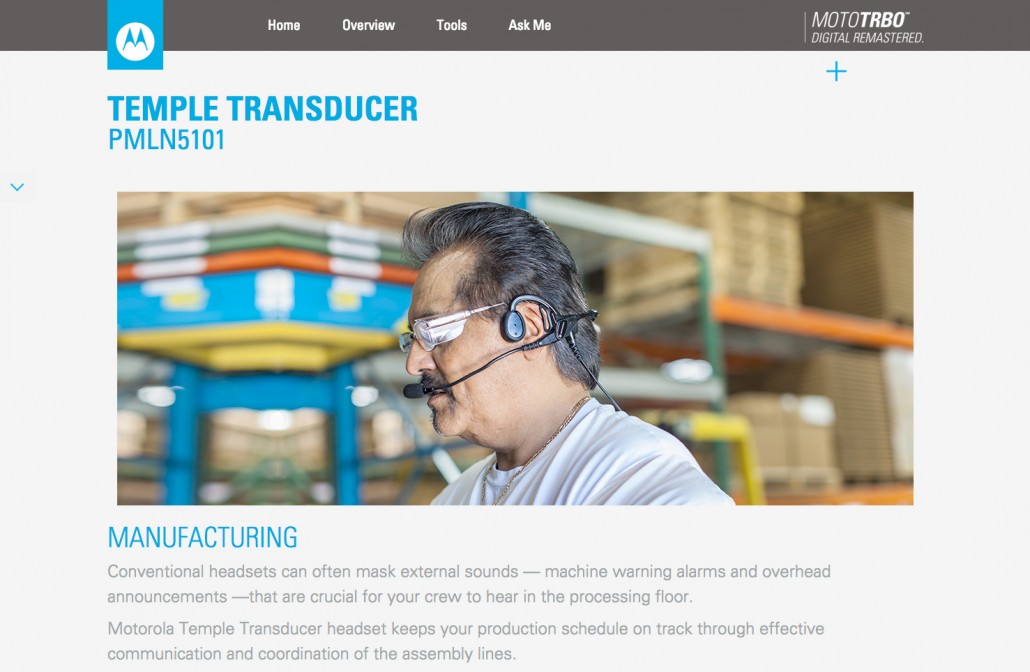 Home Overview Tools Ask Me
MOTOTRBO™
DIGITAL REMASTERED.
TEMPLE TRANSDUCER
PMLN5101
MANUFACTURING
Conventional headsets can often mask external sounds — machine warning alarms and overhead
announcements —that are crucial for your crew to hear in the processing floor.
Motorola Temple Transducer headset keeps your production schedule on track through effective
communication and coordination of the assembly lines.